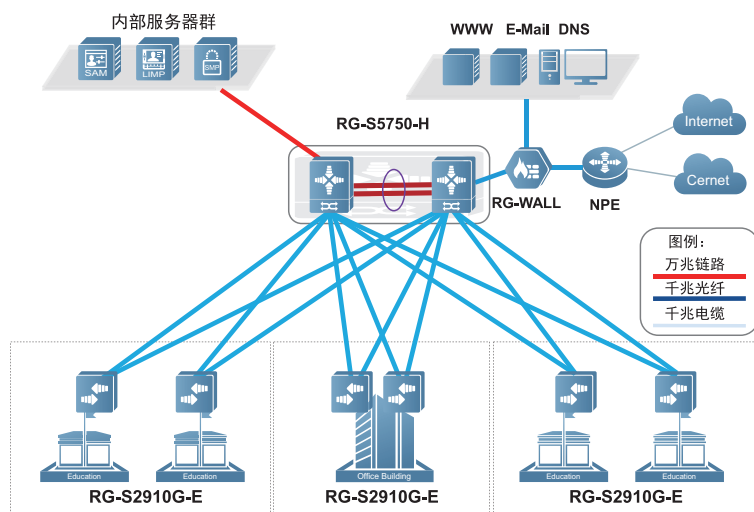 内部服务器群
WWW E-Mail DNS
SAM
LIMP
SMP
RG-S5750-H
Internet
Cernet
RG-WALL
NPE
图例：
万兆链路
千兆光纤
千兆电缆
Education
Education
Office Building
Education
Education
RG-S2910G-E
RG-S2910G-E
RG-S2910G-E